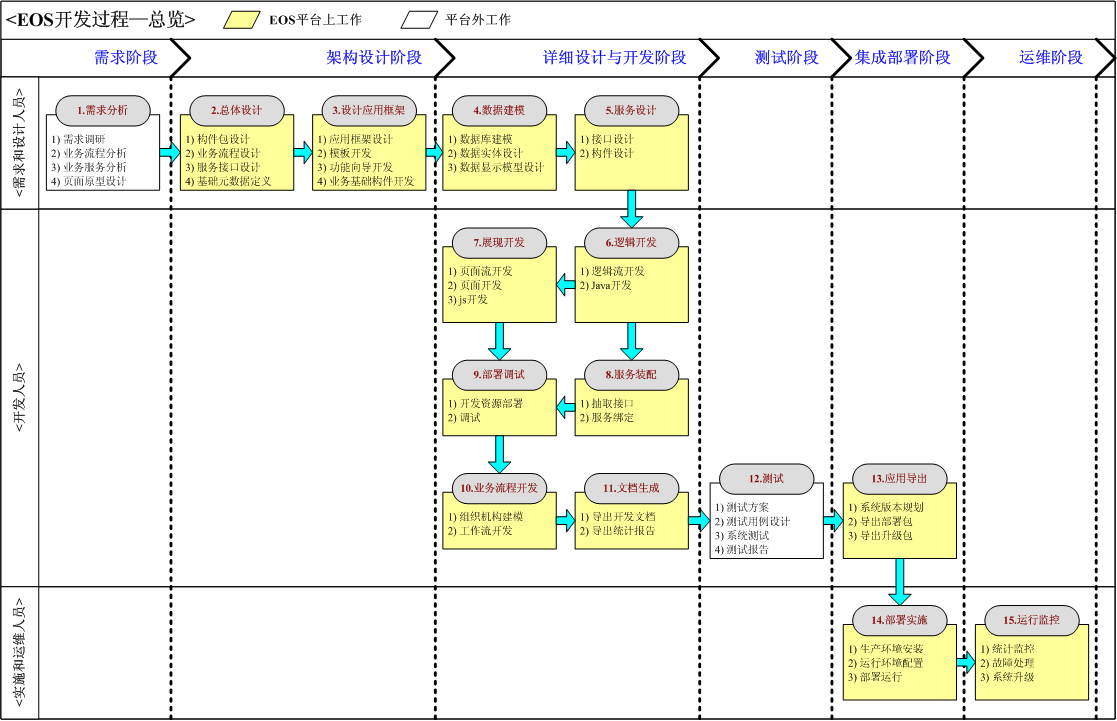 <EOS开发过程—总览>
EOS平台上工作
平台外工作
需求阶段
架构设计阶段
详细设计与开发阶段
测试阶段
集成部署阶段
运维阶段
<需求和设计人员>
1.需求分析
1) 需求调研
2) 业务流程分析
3) 业务服务分析
4) 页面原型设计
2.总体设计
1) 构件包设计
2) 业务流程设计
3) 服务接口设计
4) 基础元数据定义
3.设计应用框架
1) 应用框架设计
2) 模板开发
3) 功能向导开发
4) 业务基础构件开发
4.数据建模
1) 数据库建模
2) 数据实体设计
3) 数据显示模型设计
5.服务设计
1) 接口设计
2) 构件设计
<开发人员>
7.展现开发
1) 页面流开发
2) 页面开发
3) js开发
6.逻辑开发
1) 逻辑流开发
2) Java开发
9.部署调试
1) 开发资源部署
2) 调试
8.服务装配
1) 抽取接口
2) 服务绑定
10.业务流程开发
1) 组织机构建模
2) 工作流开发
11.文档生成
1) 导出开发文档
2) 导出统计报告
12.测试
1) 测试方案
2) 测试用例设计
3) 系统测试
4) 测试报告
13.应用导出
1) 系统版本规划
2) 导出部署包
3) 导出升级包
<实施和运维人员>
14.部署实施
1) 生产环境安装
2) 运行环境配置
3) 部署运行
15.运行监控
1) 统计监控
2) 故障处理
3) 系统升级